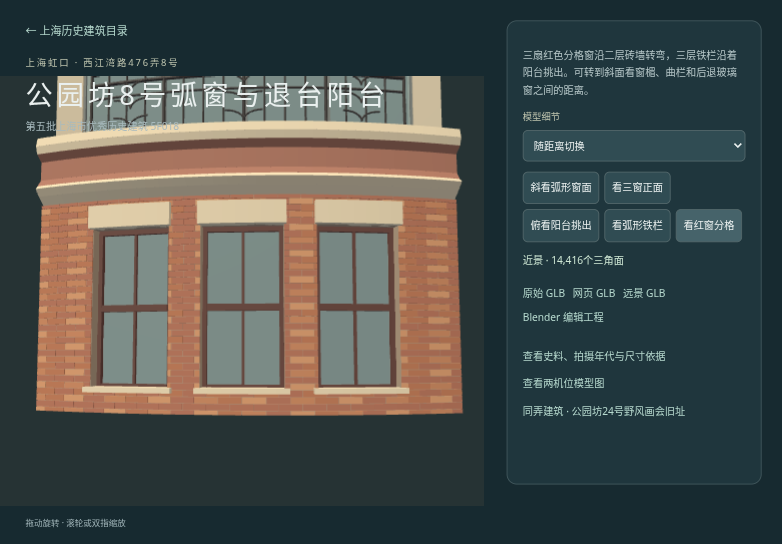 ← 上海历史建筑目录
上海虹口 · 西江湾路476弄8号
公园坊8号弧窗与退台阳台
第五批
三扇红色分格窗沿二层砖墙转弯，三层铁栏沿着
阳台挑出。可转到斜面看窗楣、曲栏和后退玻璃
窗之间的距离。
模型细节
随距离切换
斜看弧形窗面
看三窗正面
俯看阳台挑出
看弧形铁栏
看红窗分格
近景 · 14,416个三角面
原始 GLB 网页 GLB 远景 GLB
Blender 编辑工程
查看史料、拍摄年代与尺寸依据
查看两机位模型图
同弄建筑 · 公园坊24号野风画会旧址
拖动旋转 · 滚轮或双指缩放